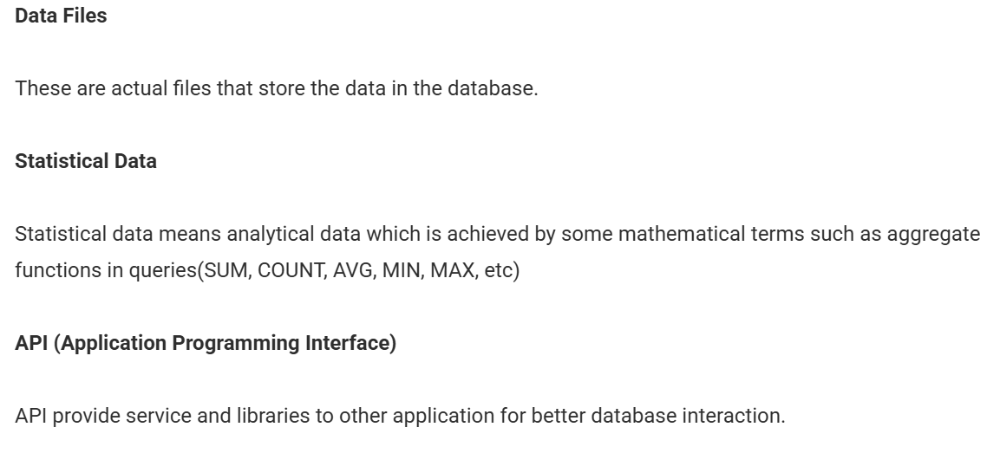 Data Files
These are actual files that store the data in the database.
Statistical Data
Statistical data means analytical data which is achieved by some mathematical terms such as aggregate
functions in queries(SUM, COUNT, AVG, MIN, MAX, etc)
API (Application Programming Interface)
API provide service and libraries to other application for better database interaction.